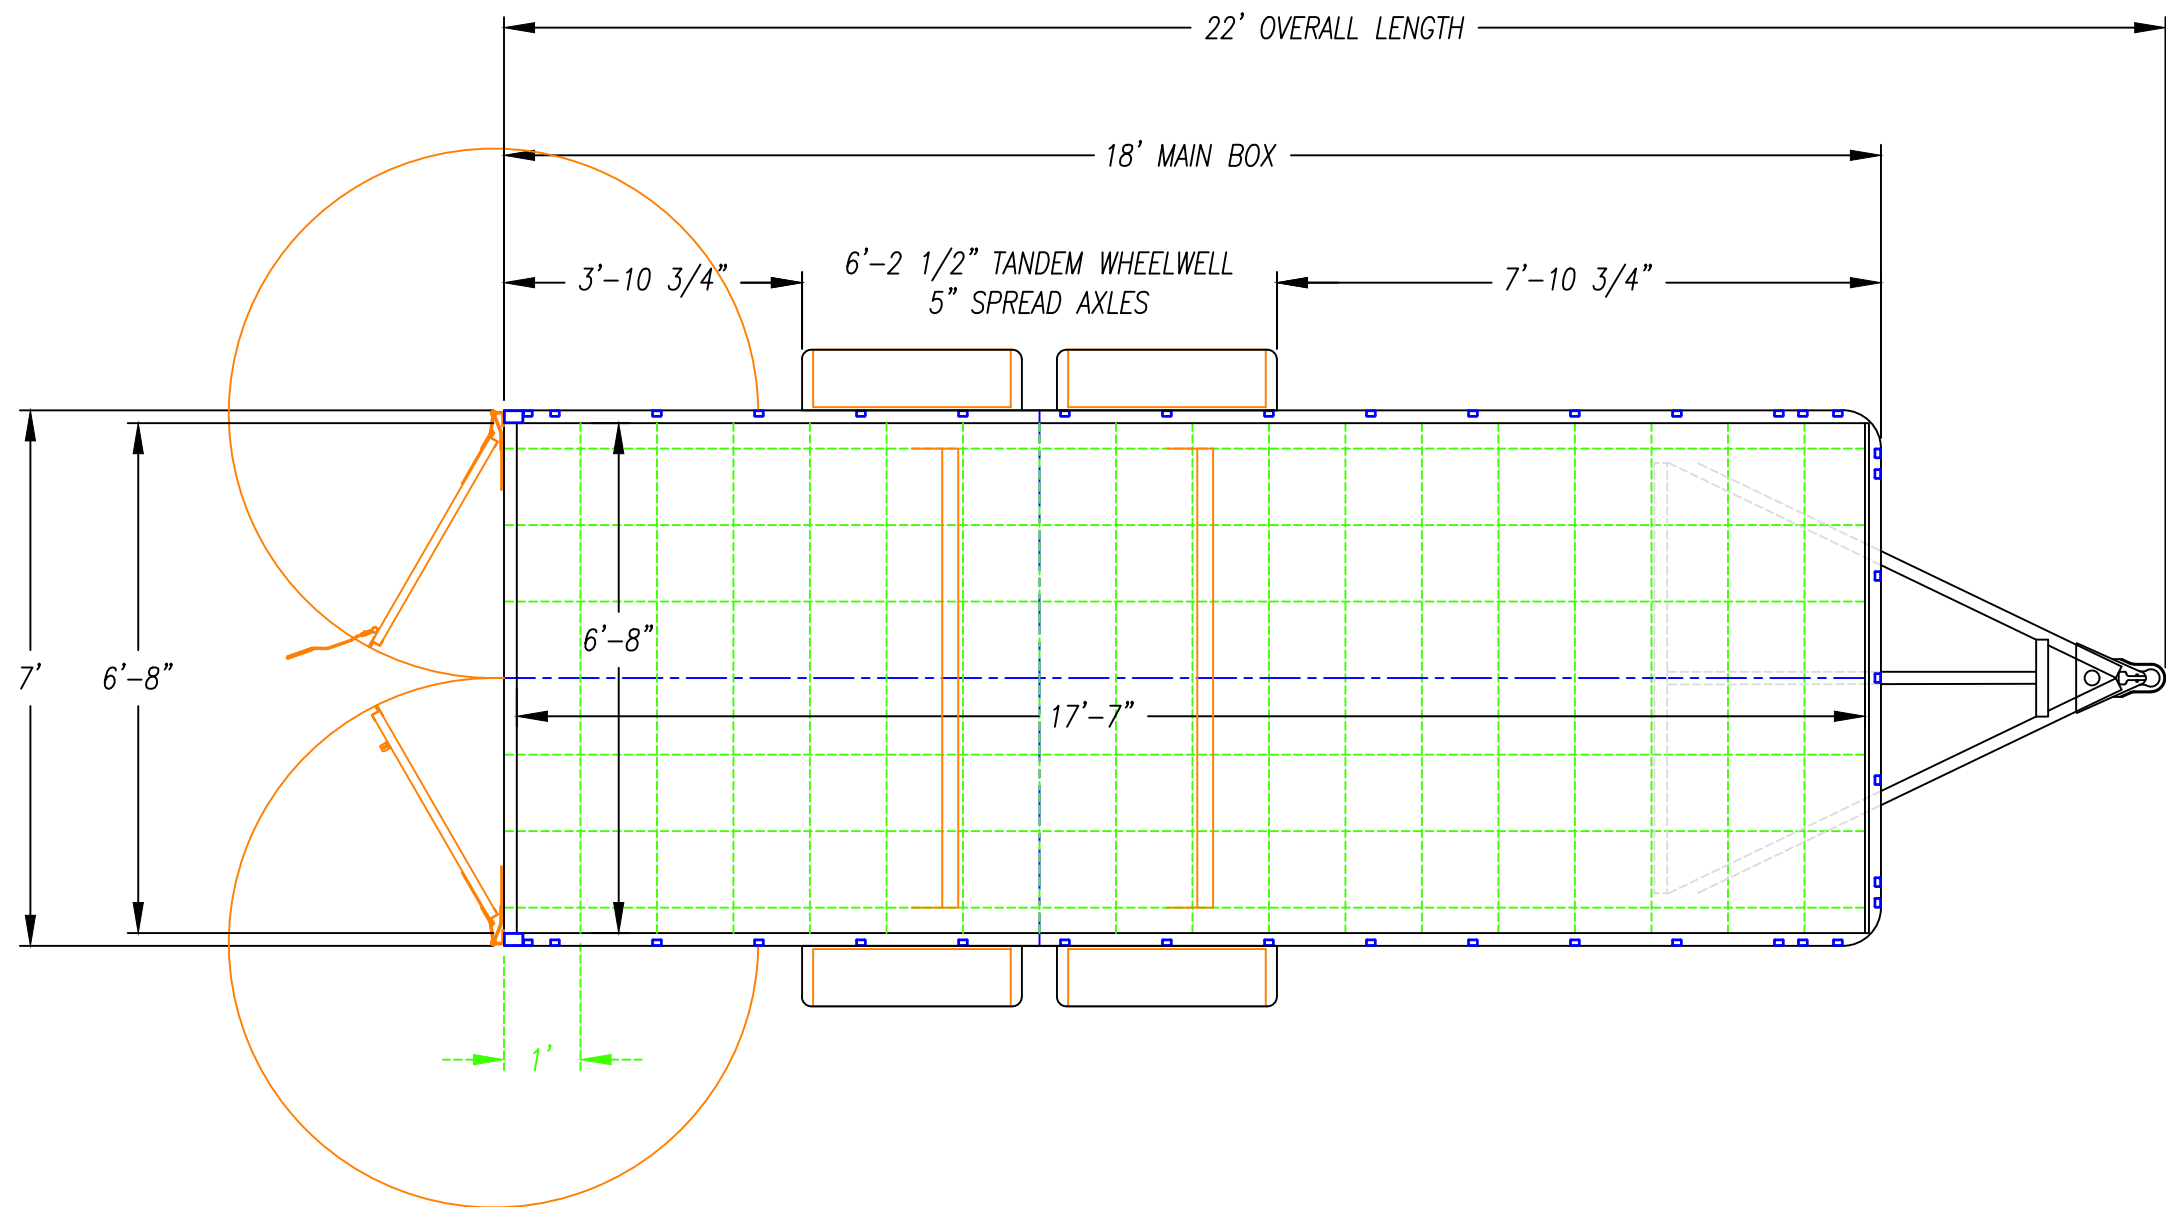 22' OVERALL LENGTH
18' MAIN BOX
6'-2 1/2" TANDEM WHEELWELL
5" SPREAD AXLES
3'-10 3/4"
7'-10 3/4"
6'-8"
7'
6'-8"
17'-7"
1'